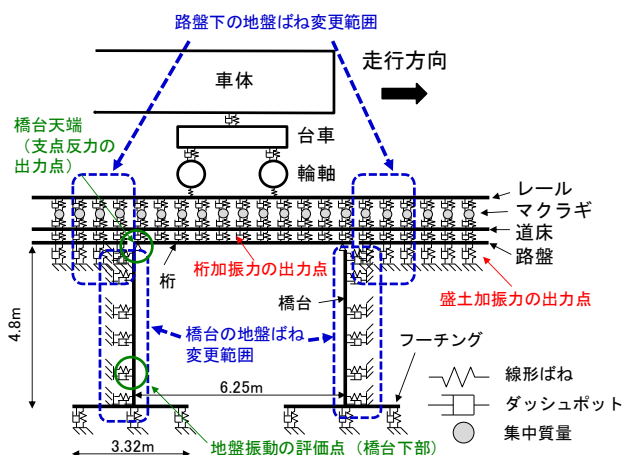 路盤下の地盤ばね変更範囲
車体
走行方向
橋台天端
（支点反力の
出力点）
台車
輪軸
レール
マクラギ
道床
路盤
桁
桁加振力の出力点
盛土加振力の出力点
橋台
4.8m
橋台の地盤ばね
変更範囲
フーチング
6.25m
線形ばね
ダッシュポット
集中質量
3.32m
地盤振動の評価点（橋台下部）